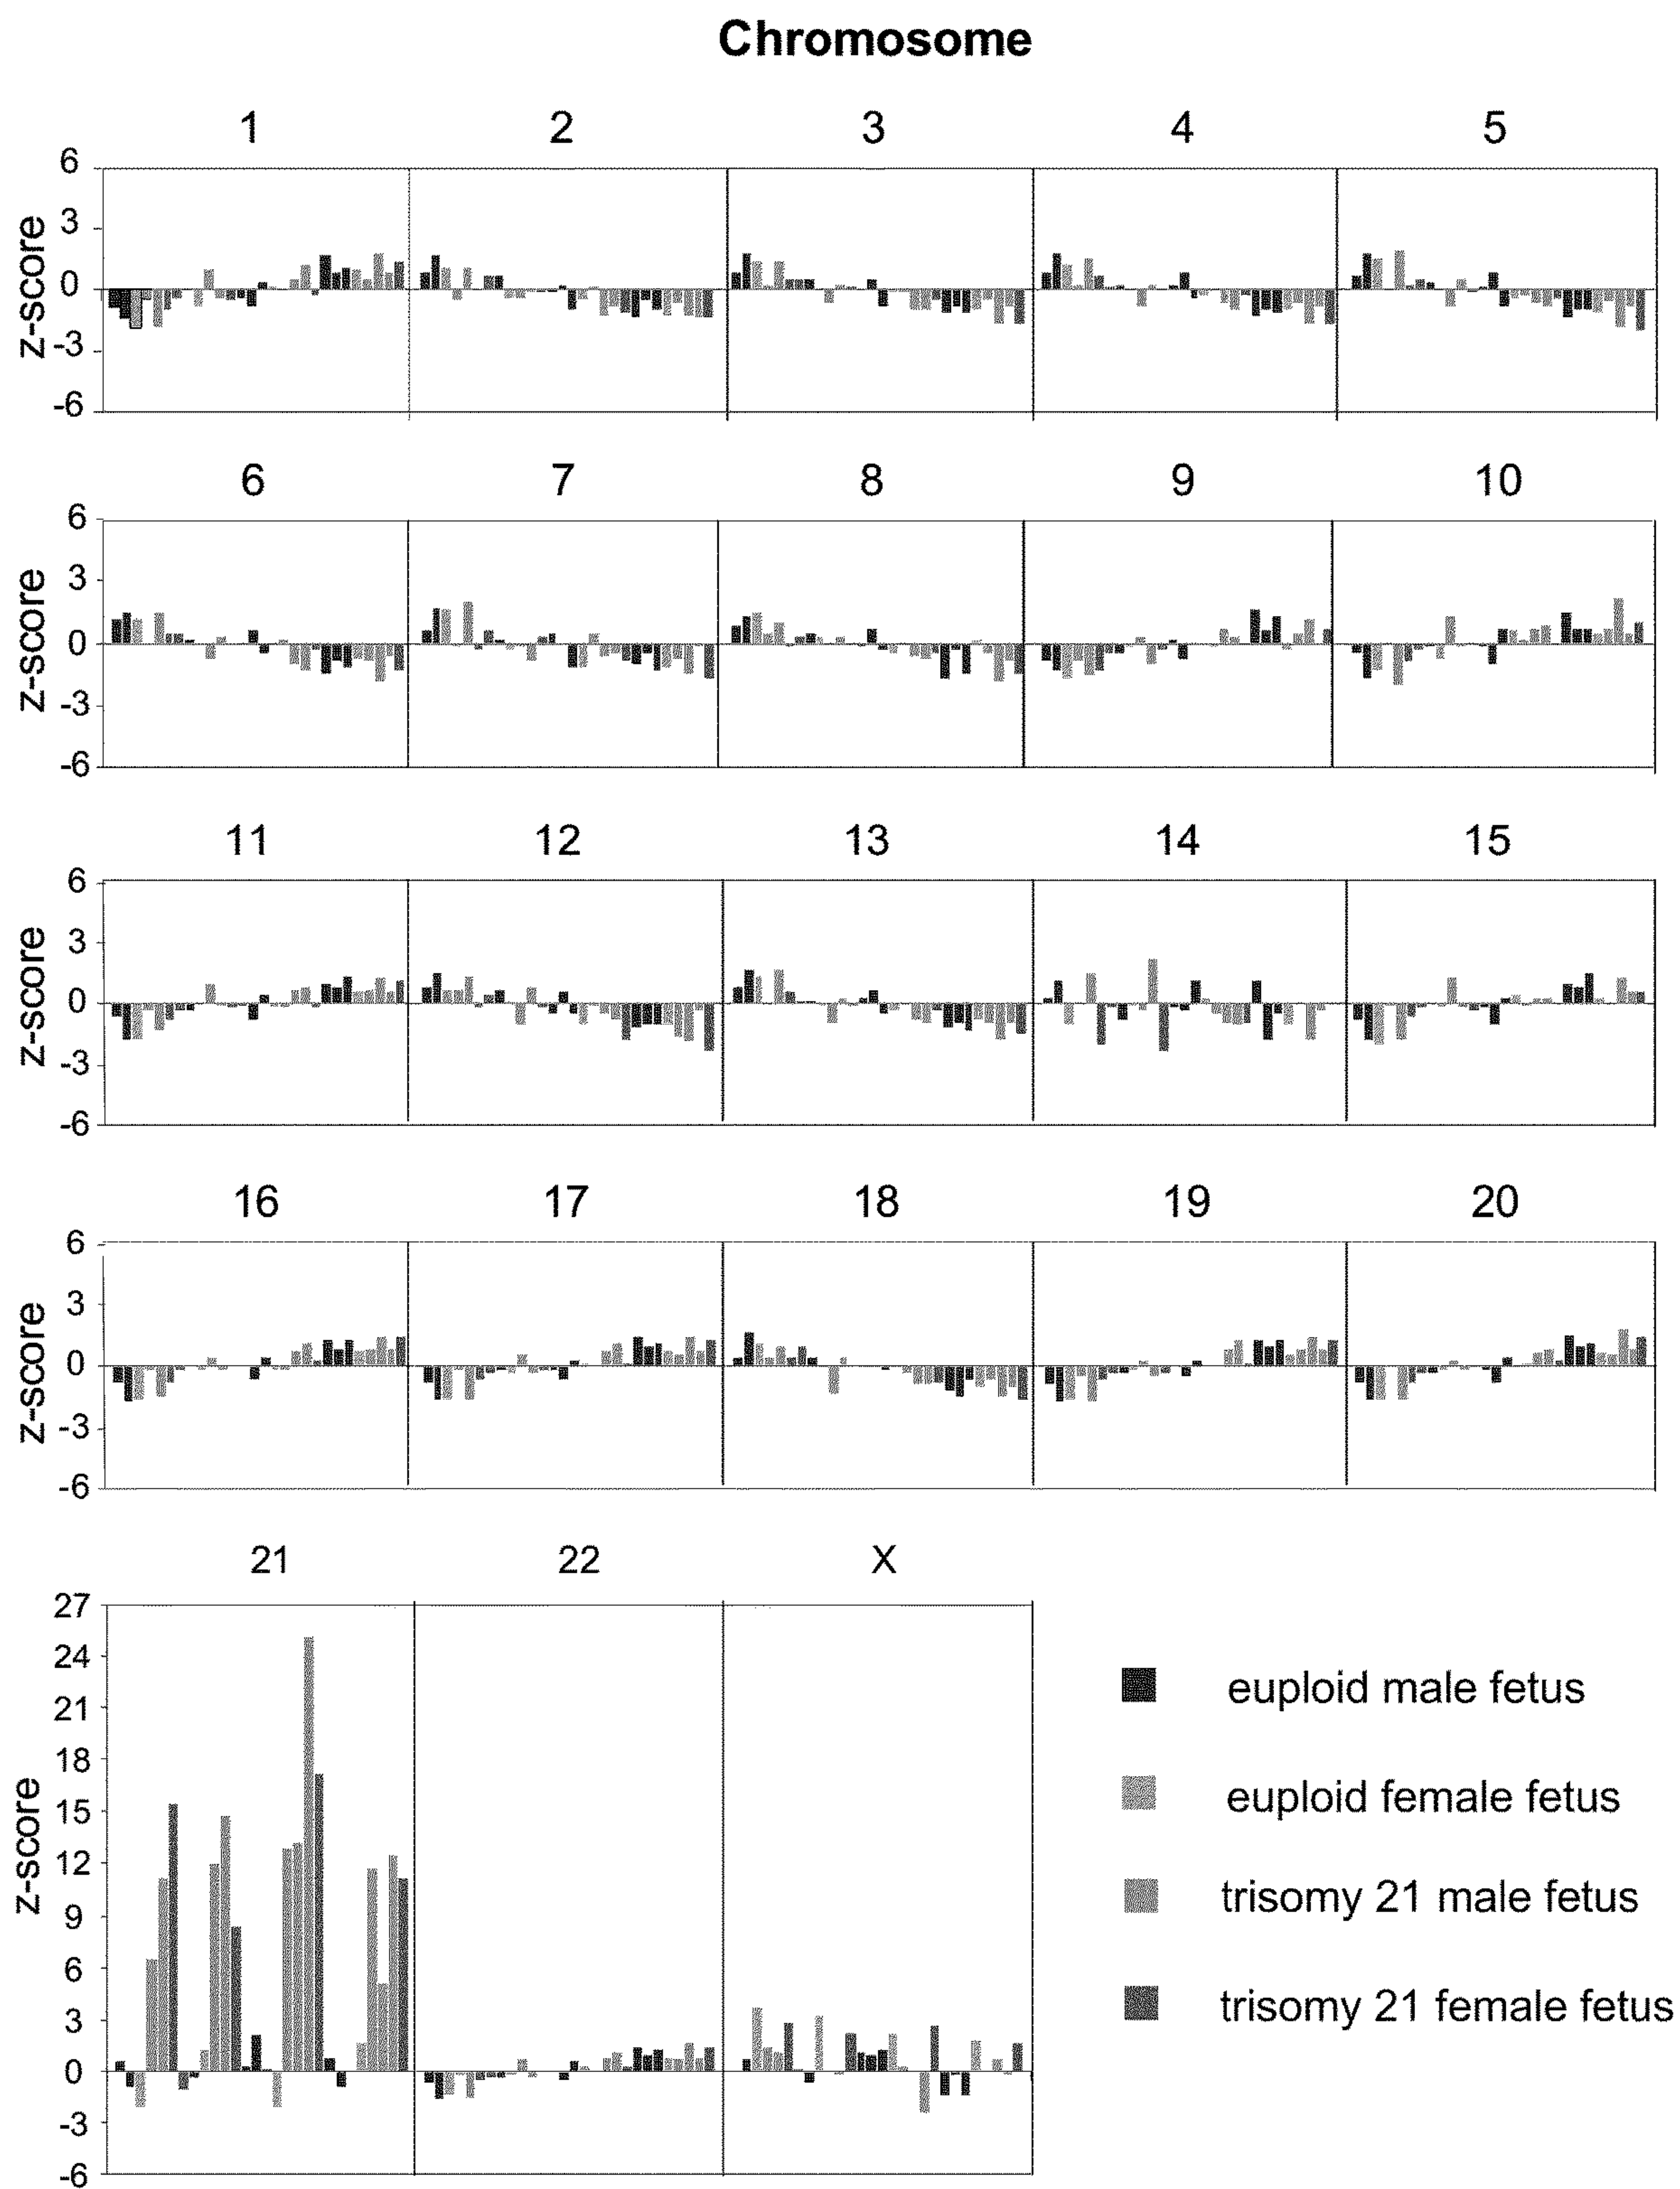 Chromosome
1 2 3 4 5
6
3
0
-3
-6
z-score
6 7 8 9 10
6
3
0
-3
-6
z-score
11 12 13 14 15
6
3
0
-3
-6
z-score
16 17 18 19 20
6
3
0
-3
-6
z-score
21 22 X
27
24
21
18
15
12
9
6
3
0
-3
-6
z-score
euploid male fetus
euploid female fetus
trisomy 21 male fetus
trisomy 21 female fetus